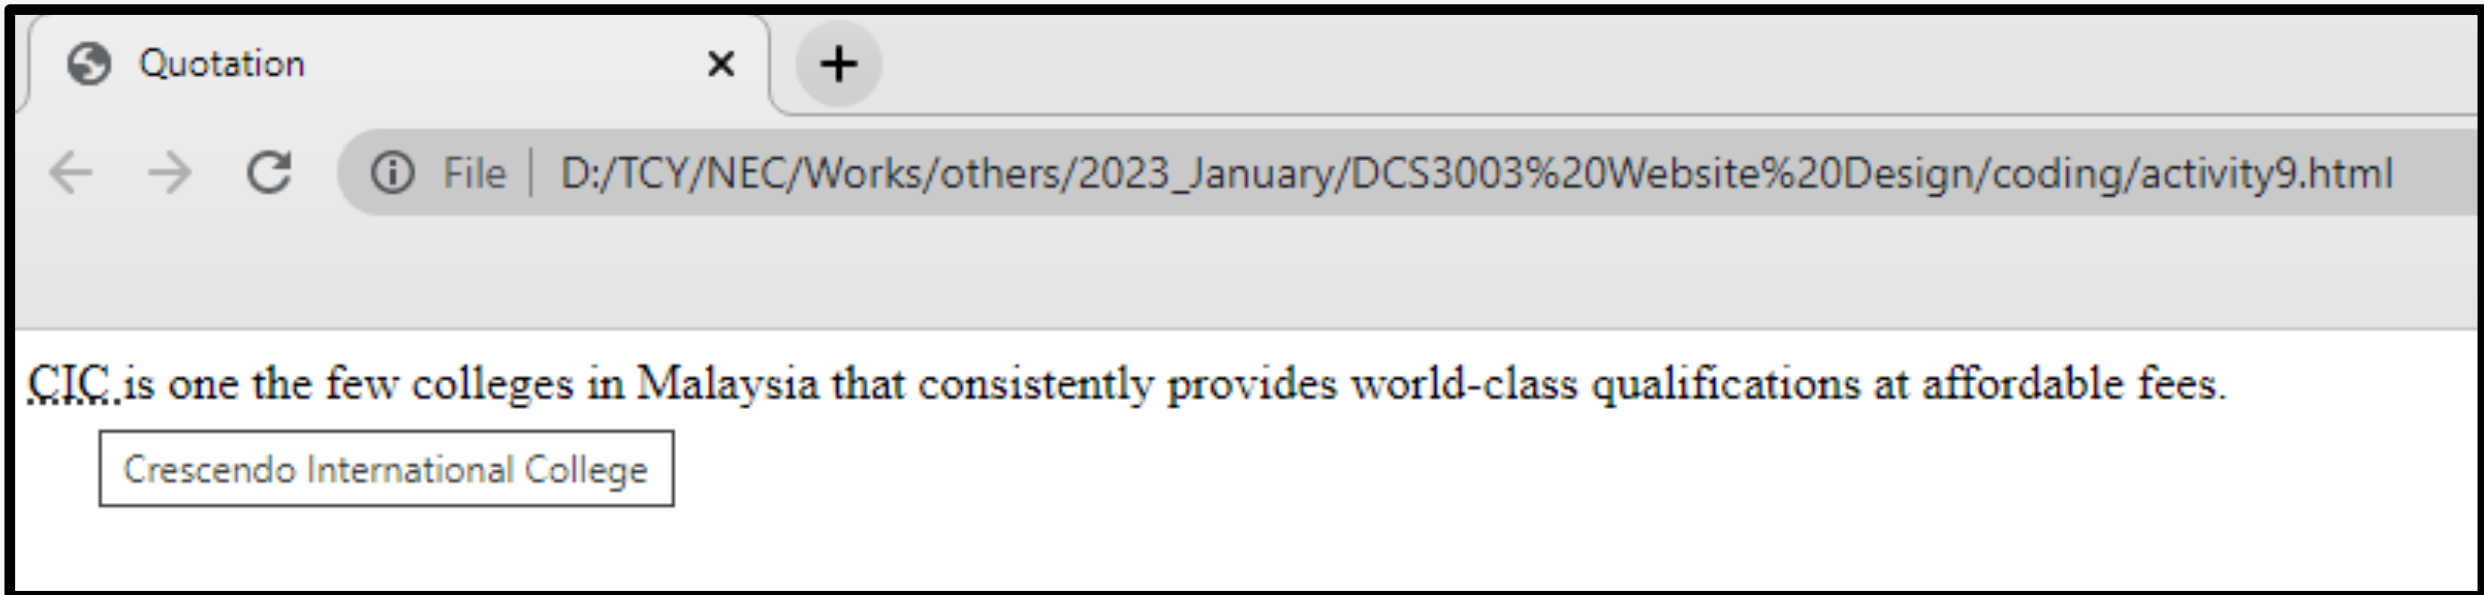 Quotation
File D:/TCY/NEC/Works/others/2023_January/DCS3003%20Website%20Design/coding/activity9.html
CIC is one the few colleges in Malaysia that consistently provides world-class qualifications at affordable fees.
Crescendo International College